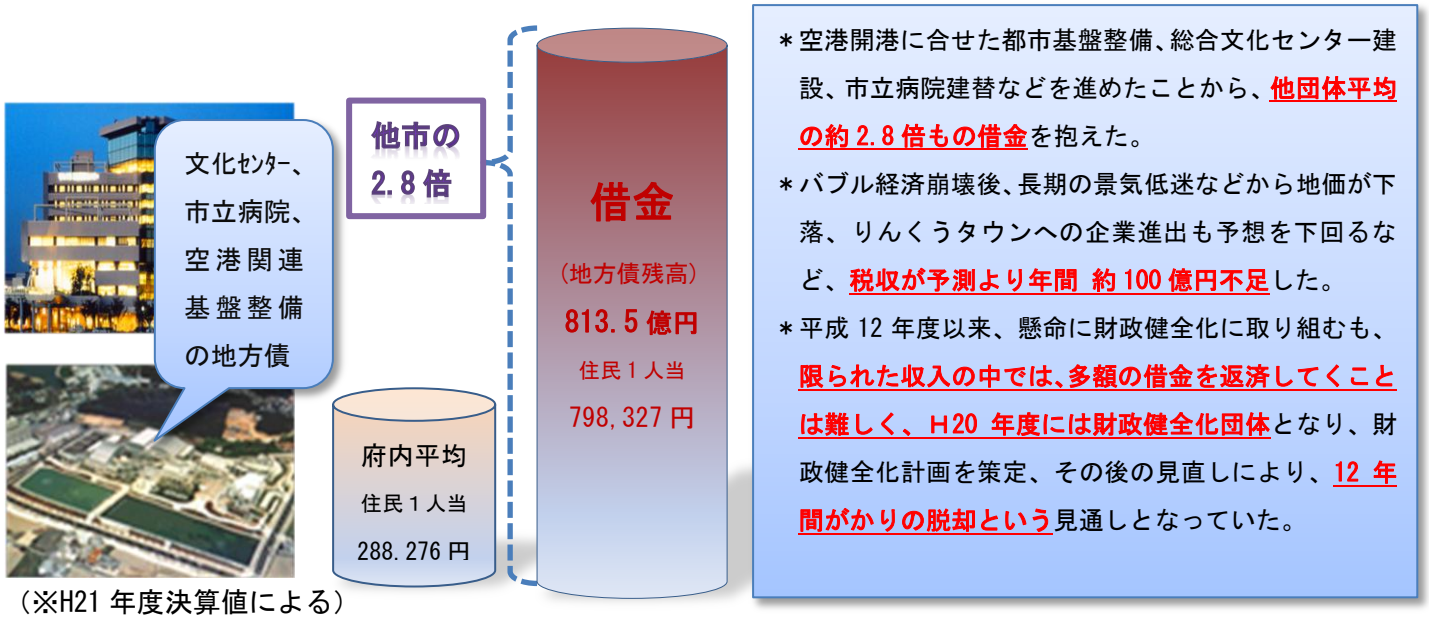 文化ｾﾝﾀｰ、
市立病院、
空港関連
基盤整備
の地方債
他市の
2.8倍
借金
(地方債残高)
813.5億円
住民1人当
798,327円
府内平均
住民1人当
288.276円
(※H21年度決算値による)
＊空港開港に合せた都市基盤整備、総合文化センター建
設、市立病院建替などを進めたことから、他団体平均
の約2.8倍もの借金を抱えた。
＊バブル経済崩壊後、長期の景気低迷などから地価が下
落、りんくうタウンへの企業進出も予想を下回るな
ど、税収が予測より年間 約100億円不足した。
＊平成12年度以来、懸命に財政健全化に取り組むも、
限られた収入の中では、多額の借金を返済してくこと
は難しく、H20 年度には財政健全化団体となり、財
政健全化計画を策定、その後の見直しにより、12 年
間がかりの脱却という見通しとなっていた。